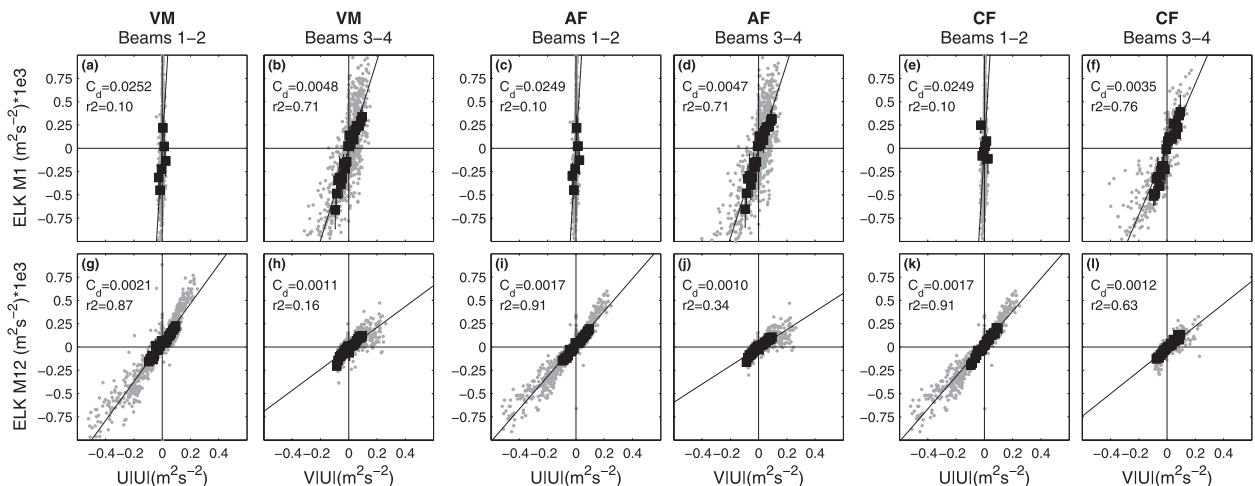 VM VM AF AF CF CF
Beams 1–2 Beams 3–4 Beams 1–2 Beams 3–4 Beams 1–2 Beams 3–4
ELK M1 (m²s⁻²)*1e3
0.75
0.5
0.25
0
−0.25
−0.5
−0.75
(a)
C_d=0.0252
r2=0.10
(b)
C_d=0.0048
r2=0.71
(c)
C_d=0.0249
r2=0.10
(d)
C_d=0.0047
r2=0.71
(e)
C_d=0.0249
r2=0.10
(f)
C_d=0.0035
r2=0.76
ELK M12 (m²s⁻²)*1e3
0.75
0.5
0.25
0
−0.25
−0.5
−0.75
(g)
C_d=0.0021
r2=0.87
(h)
C_d=0.0011
r2=0.16
(i)
C_d=0.0017
r2=0.91
(j)
C_d=0.0010
r2=0.34
(k)
C_d=0.0017
r2=0.91
(l)
C_d=0.0012
r2=0.63
−0.4 −0.2 0 0.2 0.4 −0.4 −0.2 0 0.2 0.4 −0.4 −0.2 0 0.2 0.4 −0.4 −0.2 0 0.2 0.4 −0.4 −0.2 0 0.2 0.4 −0.4 −0.2 0 0.2 0.4
U|U|(m²s⁻²) V|U|(m²s⁻²) U|U|(m²s⁻²) V|U|(m²s⁻²) U|U|(m²s⁻²) V|U|(m²s⁻²)